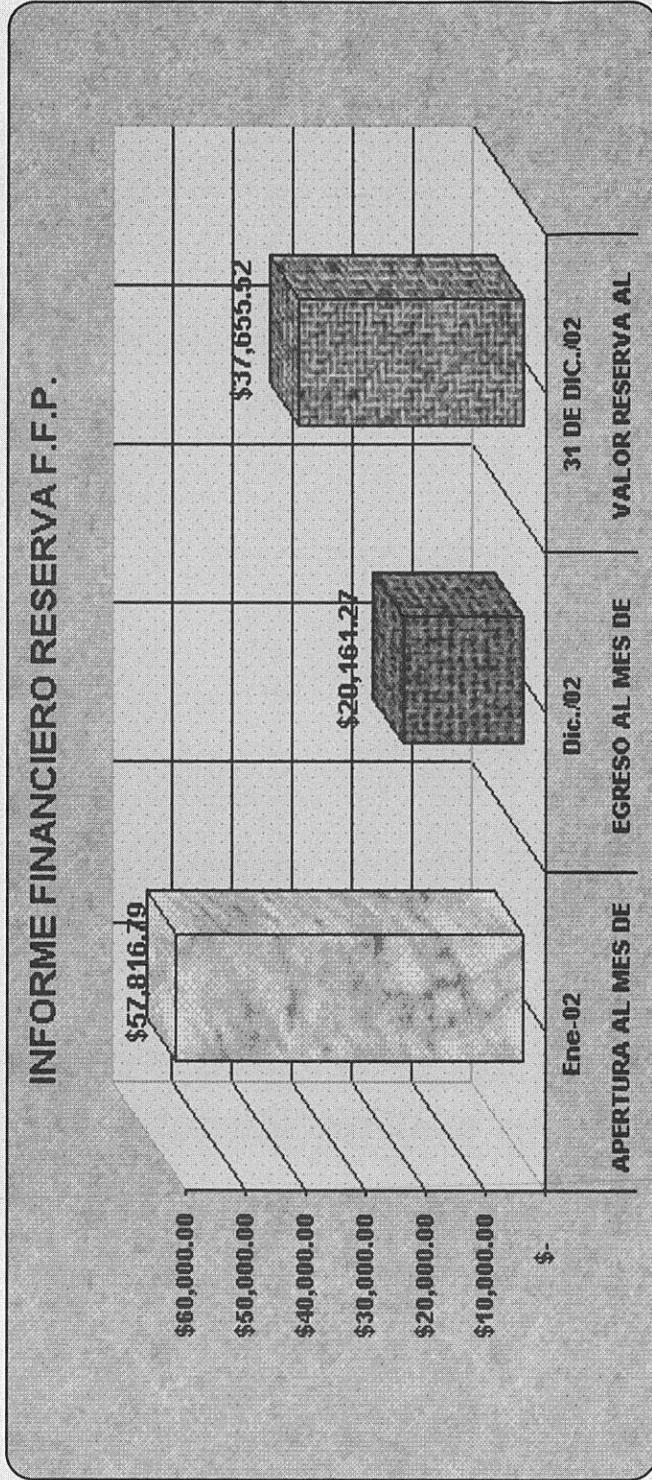 INFORME FINANCIERO RESERVA F.F.P.
$60,000.00
$50,000.00
$40,000.00
$30,000.00
$20,000.00
$10,000.00
$-
$57,816.79
$20,161.27
$37,655.52
Ene-02
Dic./02
31 DE DIC./02
APERTURA AL MES DE
EGRESO AL MES DE
VALOR RESERVA AL